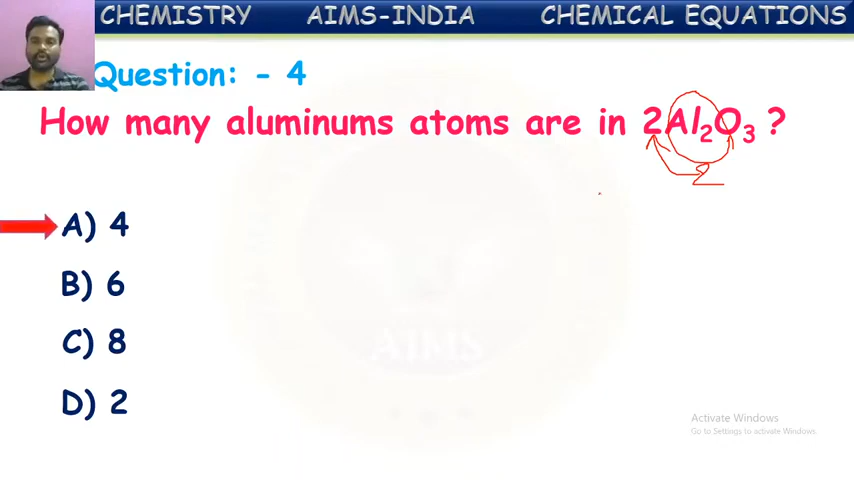 CHEMISTRY AIMS-INDIA CHEMICAL EQUATIONS
Question: - 4
How many aluminums atoms are in 2Al₂O₃ ?
2
A) 4
B) 6
C) 8
D) 2
AIMS
Activate Windows
Go to Settings to activate Windows.